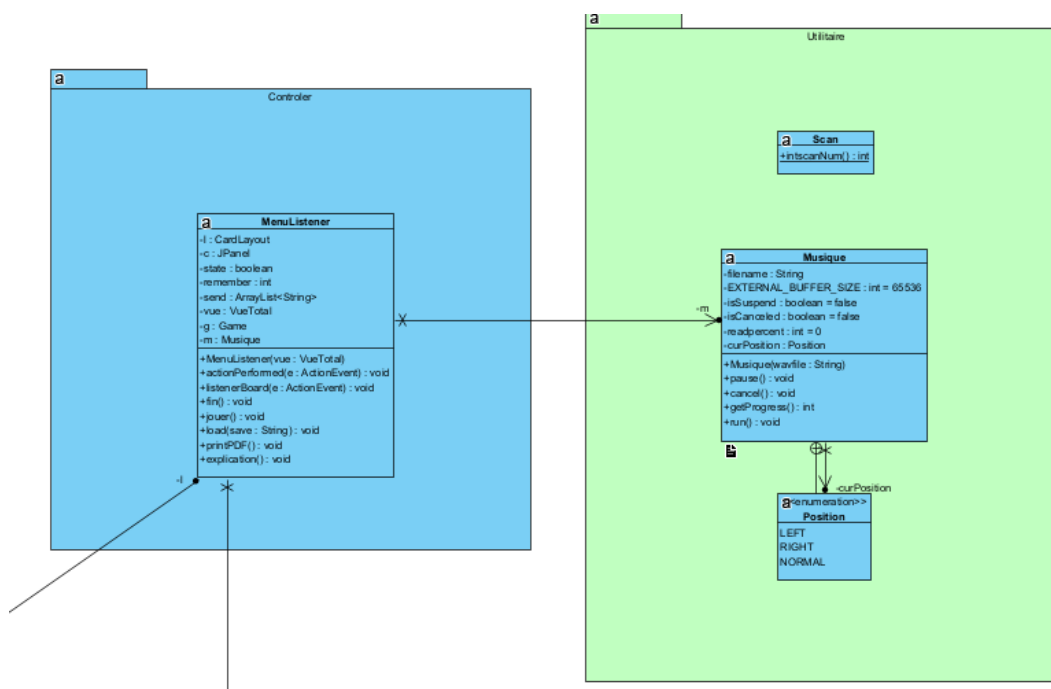 a
Controler
a
MenuListener
-l : CardLayout
-c : JPanel
-state : boolean
-remember : int
-send : ArrayList<String>
-vue : VueTotal
-g : Game
-m : Musique
+MenuListener(vue : VueTotal)
+actionPerformed(e : ActionEvent) : void
+listenerBoard(e : ActionEvent) : void
+fin() : void
+jouer() : void
+load(save : String) : void
+printPDF() : void
+explication() : void
-l
a
Utilitaire
a
Scan
+intscanNum() : int
-m
a
Musique
-filename : String
-EXTERNAL_BUFFER_SIZE : int = 65536
-isSuspend : boolean = false
-isCanceled : boolean = false
-readpercent : int = 0
-curPosition : Position
+Musique(wavfile : String)
+pause() : void
+cancel() : void
+getProgress() : int
+run() : void
-curPosition
a
<<enumeration>>
Position
LEFT
RIGHT
NORMAL